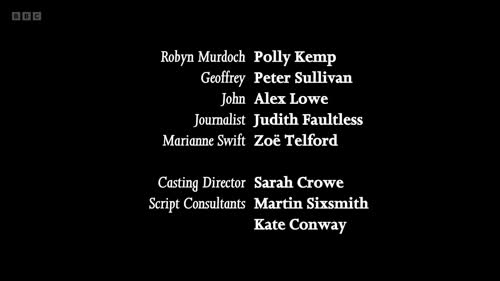 BBC
Robyn Murdoch Polly Kemp
Geoffrey Peter Sullivan
John Alex Lowe
Journalist Judith Faultless
Marianne Swift Zoë Telford
Casting Director Sarah Crowe
Script Consultants Martin Sixsmith
Kate Conway